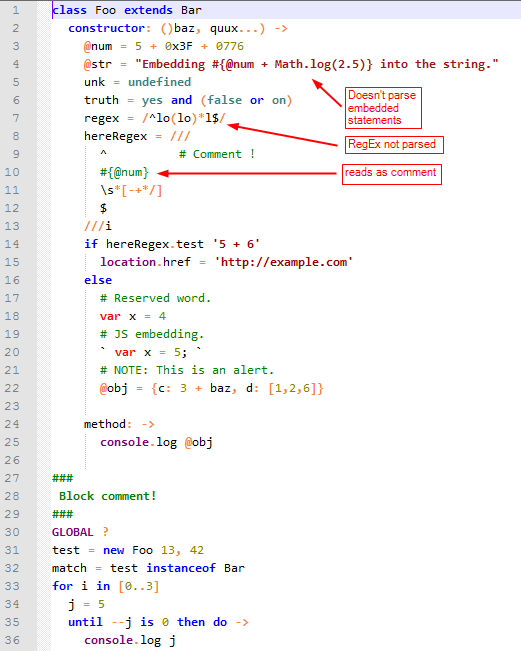 1 class Foo extends Bar
2 constructor: ()baz, quux...) ->
3 @num = 5 + 0x3F + 0776
4 @str = "Embedding #{@num + Math.log(2.5)} into the string."
5 unk = undefined
6 truth = yes and (false or on)
7 regex = /^lo(lo)*l$/
8 hereRegex = ///
9 ^ # Comment !
10 #{@num}
11 \s*[-+*/]
12 $
13 ///i
14 if hereRegex.test '5 + 6'
15 location.href = 'http://example.com'
16 else
17 # Reserved word.
18 var x = 4
19 # JS embedding.
20 ` var x = 5; `
21 # NOTE: This is an alert.
22 @obj = {c: 3 + baz, d: [1,2,6]}
23
24 method: ->
25 console.log @obj
26
27 ###
28 Block comment!
29 ###
30 GLOBAL ?
31 test = new Foo 13, 42
32 match = test instanceof Bar
33 for i in [0..3]
34 j = 5
35 until --j is 0 then do ->
36 console.log j
Doesn't parse
embedded
statements
RegEx not parsed
reads as comment